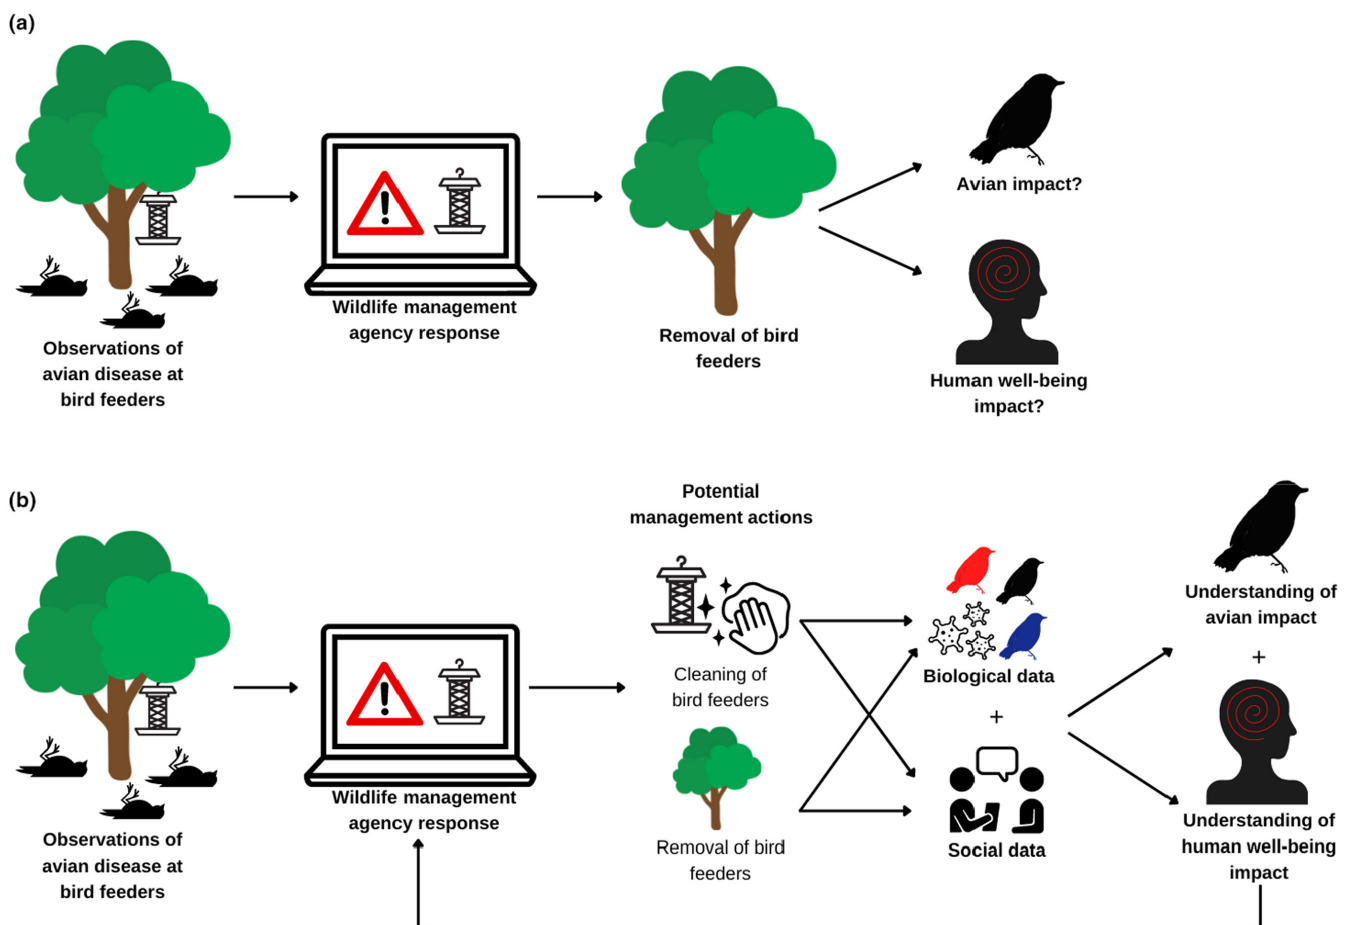 (a)
Observations of
avian disease at
bird feeders
Wildlife management
agency response
Removal of bird
feeders
Avian impact?
Human well-being
impact?
(b)
Observations of
avian disease at
bird feeders
Wildlife management
agency response
Potential
management actions
Cleaning of
bird feeders
Removal of bird
feeders
Biological data
+
Social data
Understanding of
avian impact
+
Understanding of
human well-being
impact